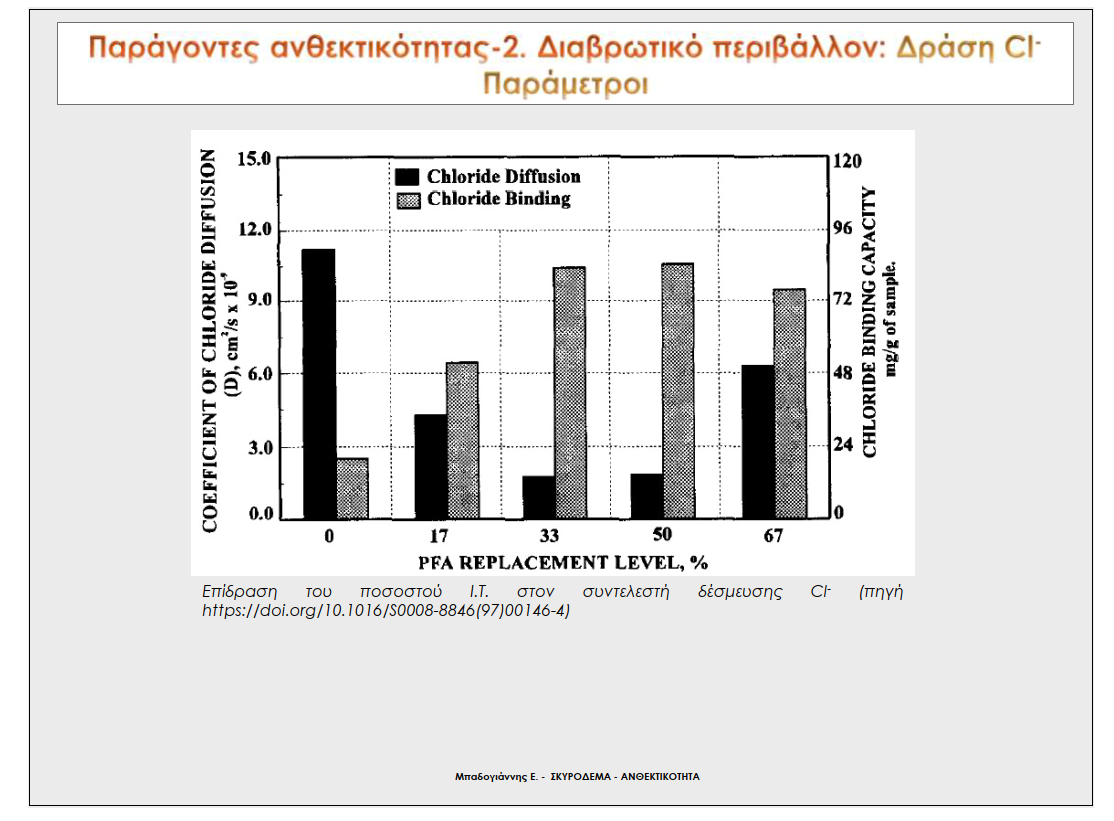 Παράγοντες ανθεκτικότητας-2. Διαβρωτικό περιβάλλον: Δράση Cl-
Παράμετροι
COEFFICIENT OF CHLORIDE DIFFUSION
(D), cm²/s x 10⁻⁹
15.0
12.0
9.0
6.0
3.0
0.0
Chloride Diffusion
Chloride Binding
120
96
72
48
24
0
CHLORIDE BINDING CAPACITY
mg/g of sample.
0 17 33 50 67
PFA REPLACEMENT LEVEL, %
Επίδραση του ποσοστού Ι.Τ. στον συντελεστή δέσμευσης Cl- (πηγή
https://doi.org/10.1016/S0008-8846(97)00146-4)
Μπαδογιάννης Ε. - ΣΚΥΡΟΔΕΜΑ - ΑΝΘΕΚΤΙΚΟΤΗΤΑ